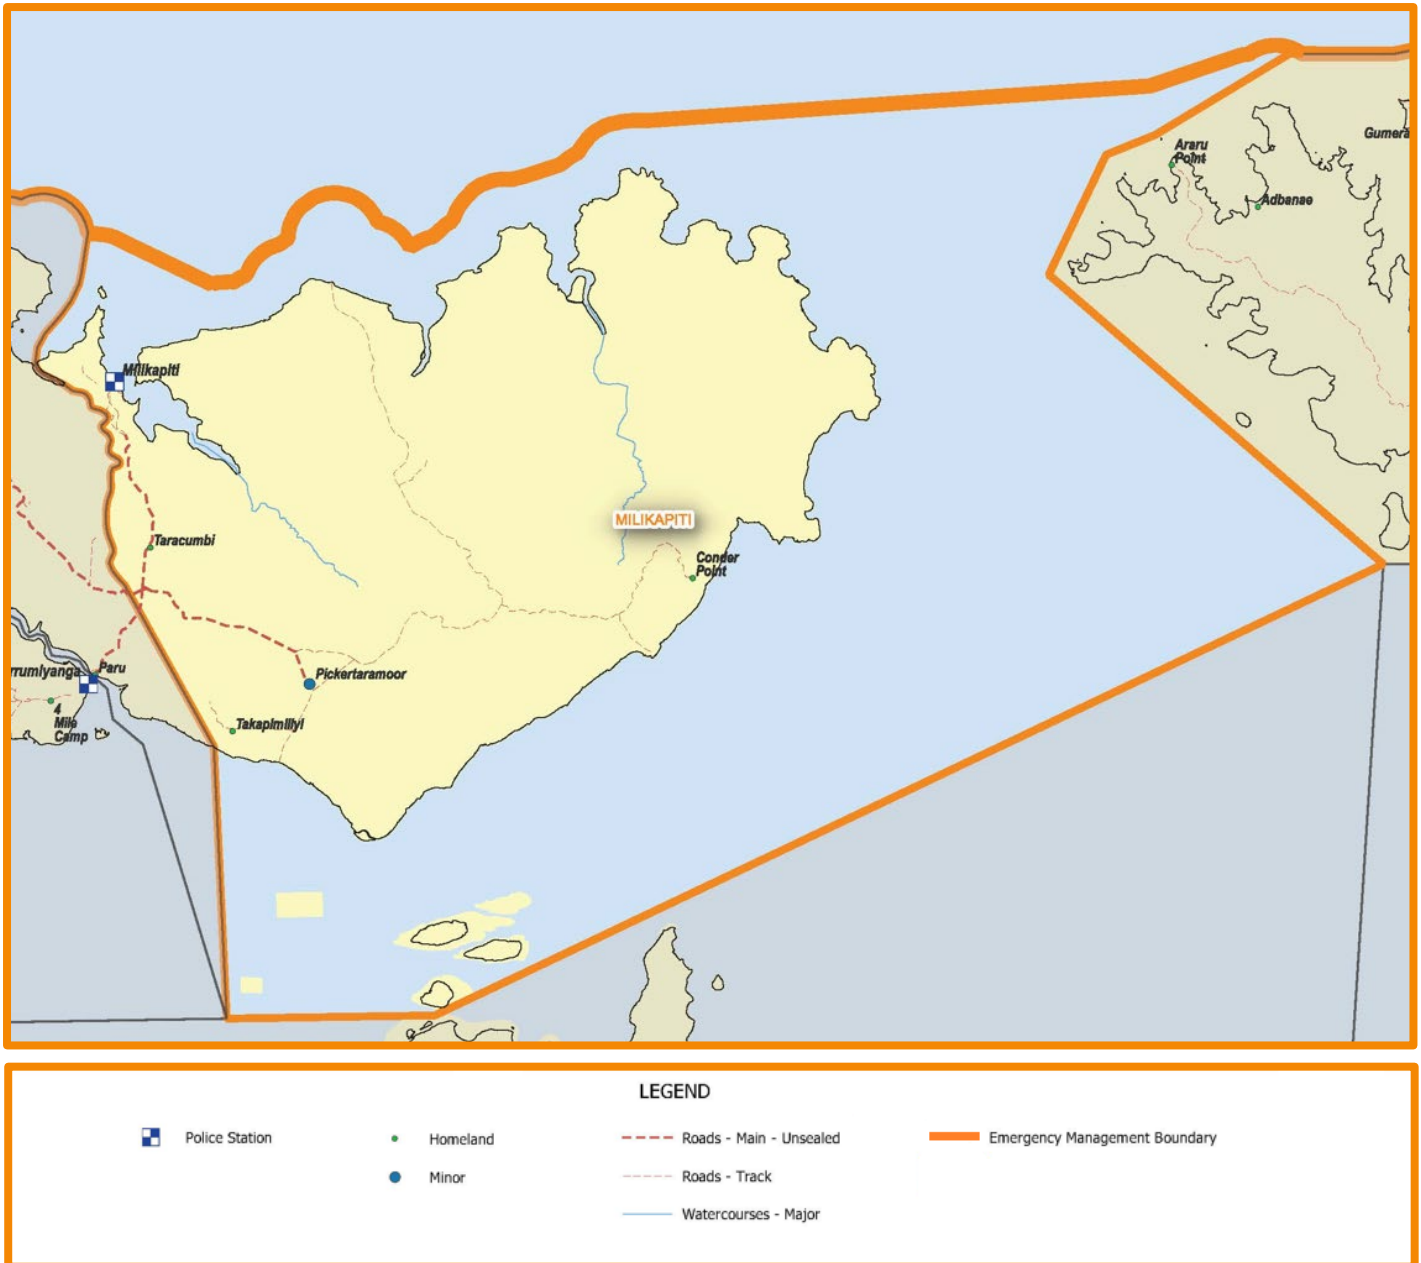 Gumera
Araru
Point
Adbanae
Milikapiti
MILIKAPITI
Taracumbi
Conder
Point
rrumiyanga
Paru
Pickertaramoor
4
Mile
Camp
Takapimiliyi
LEGEND
Police Station
Homeland
Roads - Main - Unsealed
Emergency Management Boundary
Minor
Roads - Track
Watercourses - Major